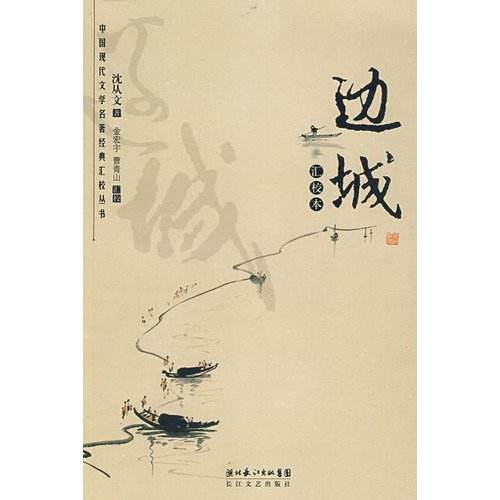 中国现代文学名著经典汇校丛书
沈从文 著
金宏宇 曹青山 汇校
边城
汇校本
湖北长江出版集团
长江文艺出版社